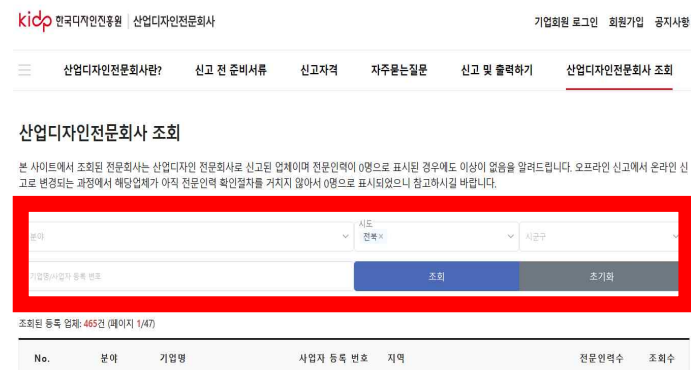 kidp 한국디자인진흥원 산업디자인전문회사
기업회원 로그인 회원가입 공지사항
산업디자인전문회사란? 신고 전 준비서류 신고자격 자주묻는질문 신고 및 출력하기 산업디자인전문회사 조회
산업디자인전문회사 조회
본 사이트에서 조회된 전문회사는 산업디자인 전문회사로 신고된 업체이며 전문인력이 0명으로 표시된 경우에도 이상이 없음을 알려드립니다. 오프라인 신고에서 온라인 신
고로 변경되는 과정에서 해당업체가 아직 전문인력 확인절차를 거치지 않아서 0명으로 표시되었으니 참고하시길 바랍니다.
시도
분야 전북× 시군구
기업명/사업자 등록 번호 조회 초기화
조회된 등록 업체: 465건 (페이지 1/47)
No. 분야 기업명 사업자 등록 번호 지역 전문인력수 조회수